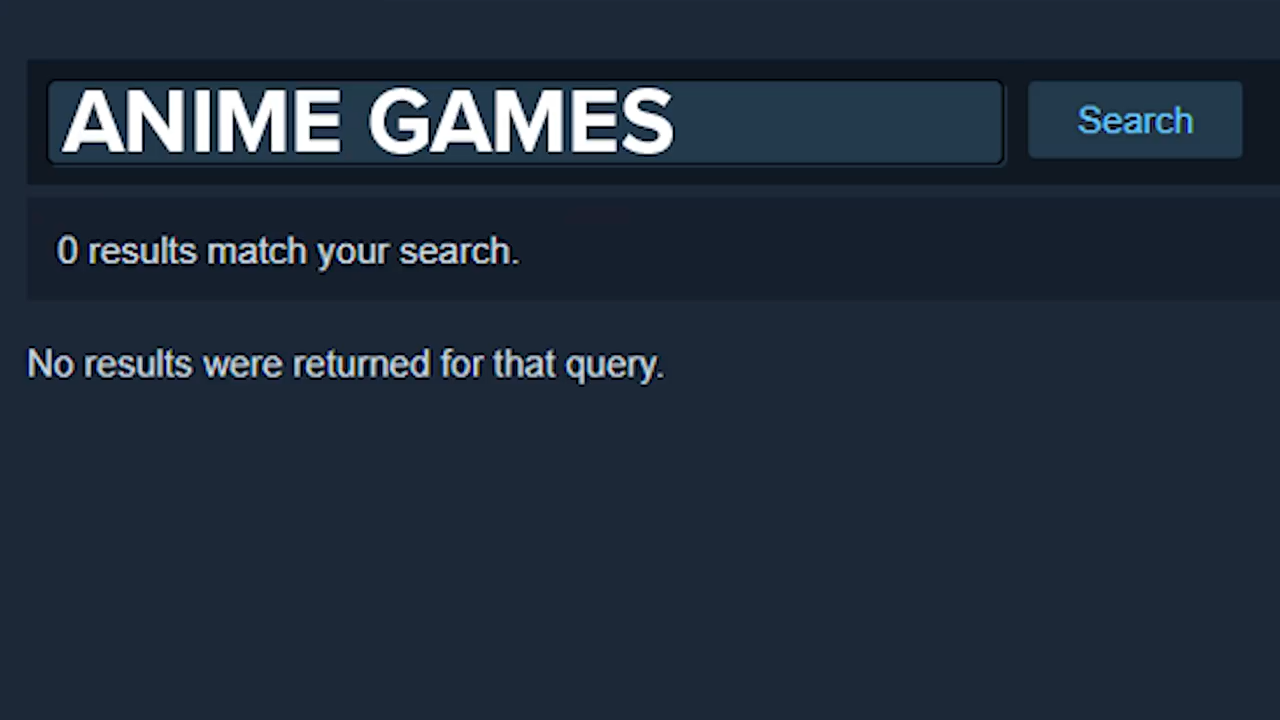 ANIME GAMES
Search
0 results match your search.
No results were returned for that query.